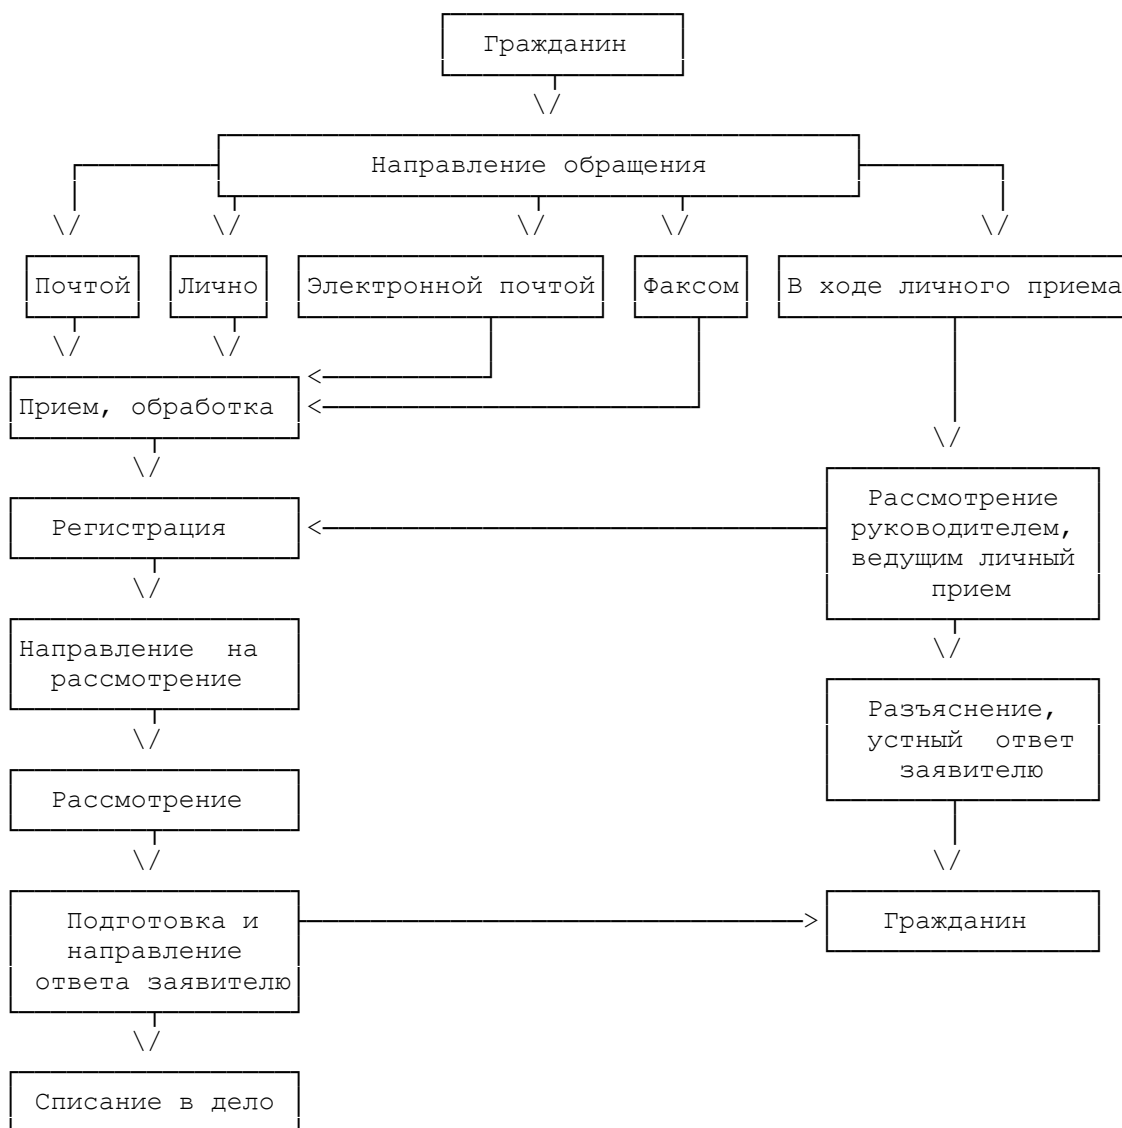 Гражданин
Направление обращения
Почтой
Лично
Электронной почтой
Факсом
В ходе личного приема
Прием, обработка
Регистрация
Рассмотрение
руководителем,
ведущим личный
прием
Направление на
рассмотрение
Разъяснение,
устный ответ
заявителю
Рассмотрение
Подготовка и
направление
ответа заявителю
Гражданин
Списание в дело